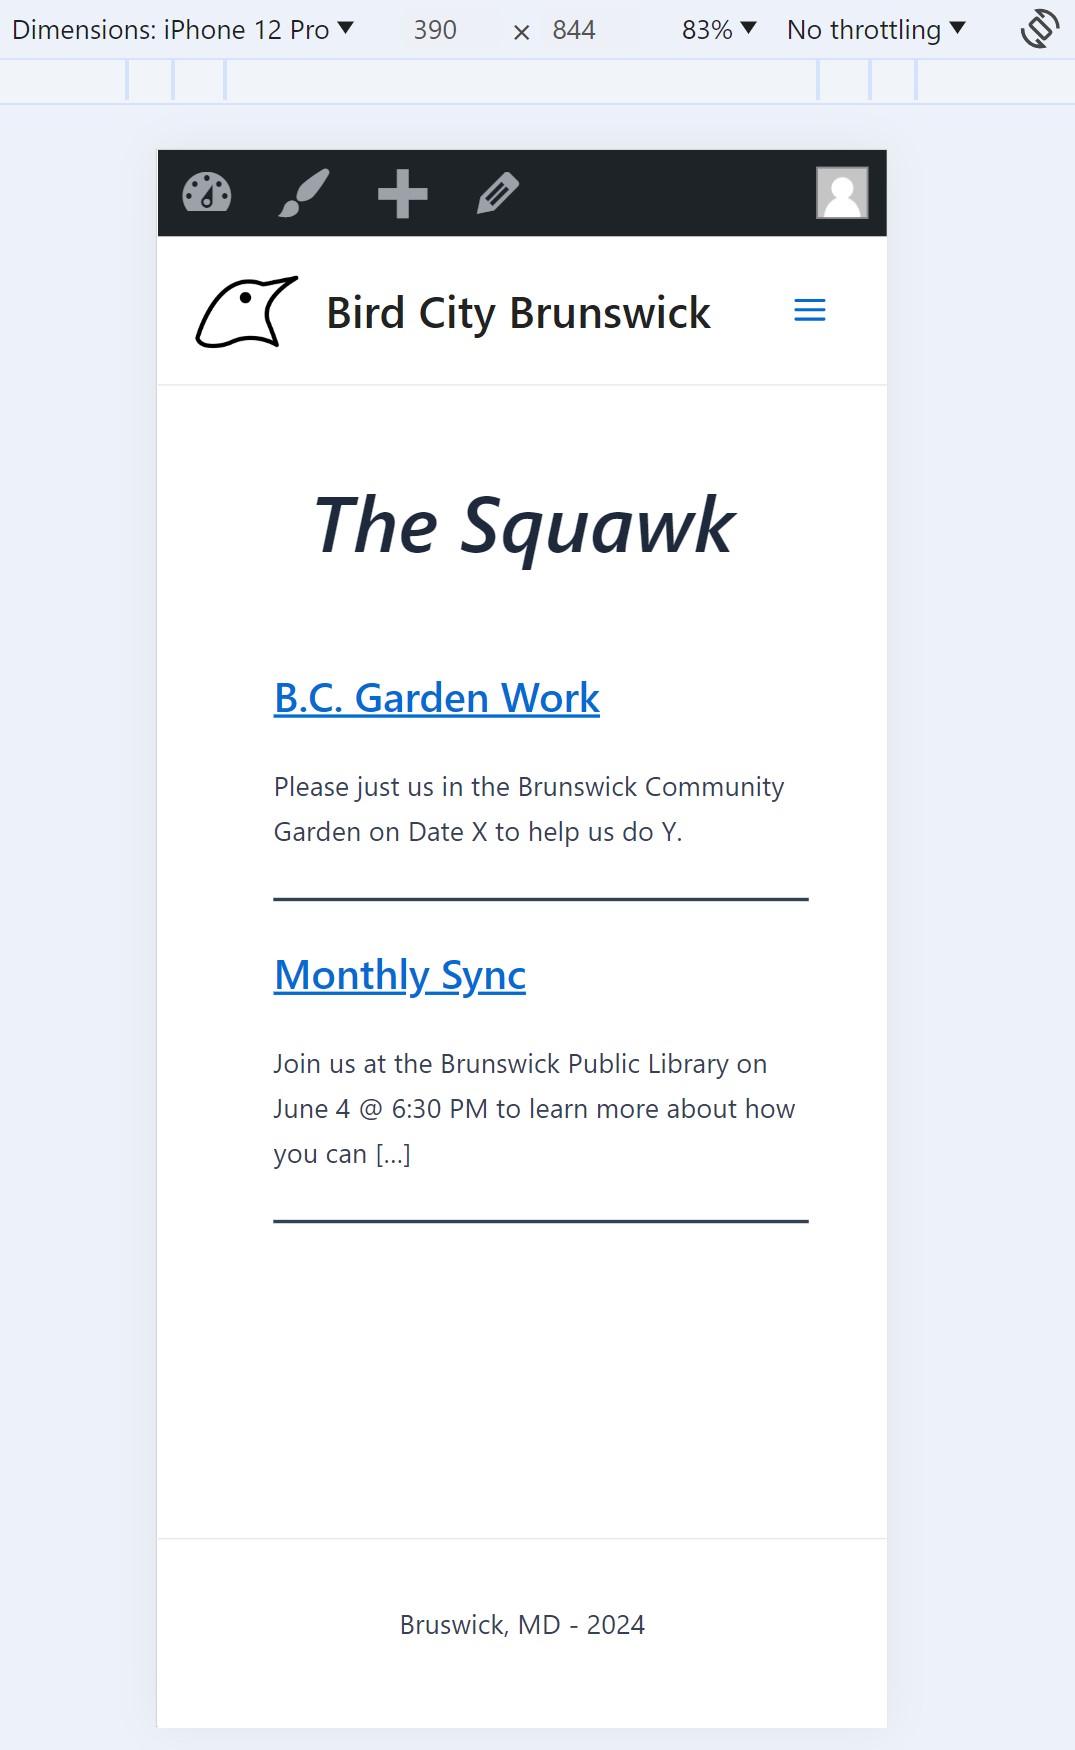 Dimensions: iPhone 12 Pro ▼ 390 × 844 83% ▼ No throttling ▼
Bird City Brunswick
The Squawk
B.C. Garden Work
Please just us in the Brunswick Community
Garden on Date X to help us do Y.
Monthly Sync
Join us at the Brunswick Public Library on
June 4 @ 6:30 PM to learn more about how
you can [...]
Bruswick, MD - 2024